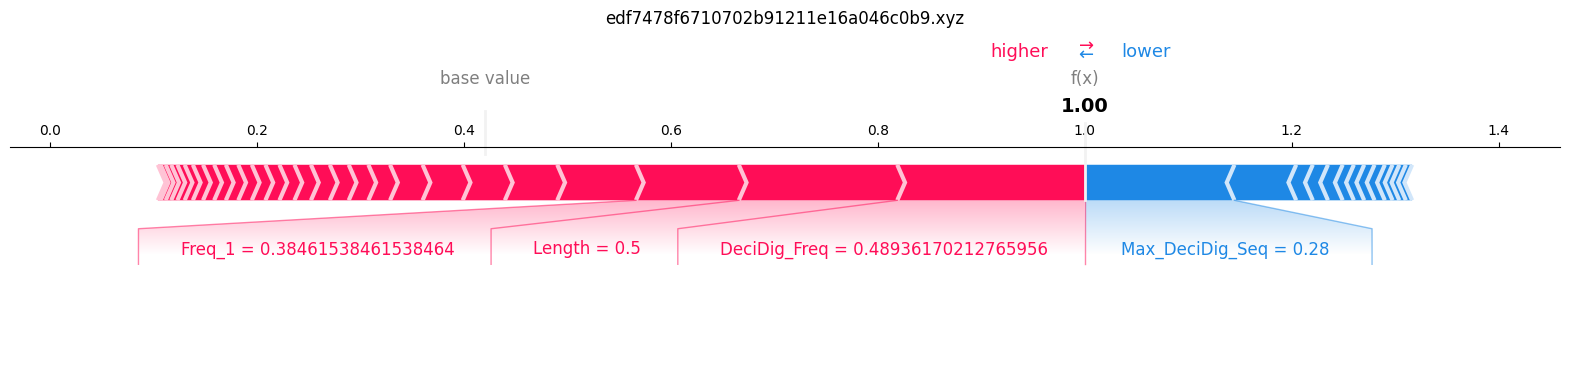 edf7478f6710702b91211e16a046c0b9.xyz
higher ⇄ lower
base value f(x)
1.00
0.0 0.2 0.4 0.6 0.8 1.0 1.2 1.4
Freq_1 = 0.38461538461538464 Length = 0.5 DeciDig_Freq = 0.48936170212765956 Max_DeciDig_Seq = 0.28